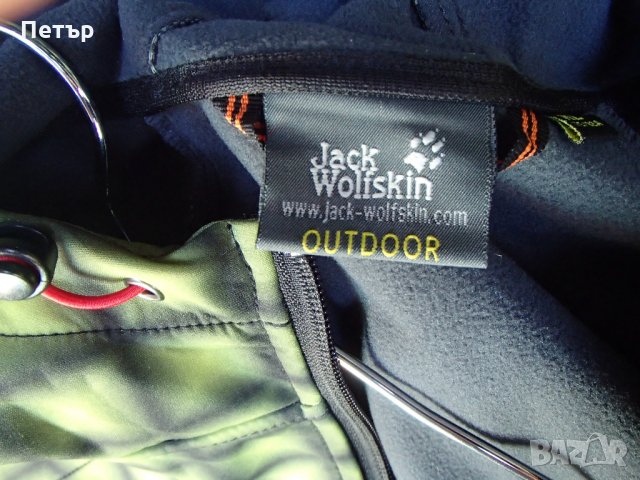 Петър
Jack
Wolfskin
www.jack-wolfskin.com
OUTDOOR
BAZAR